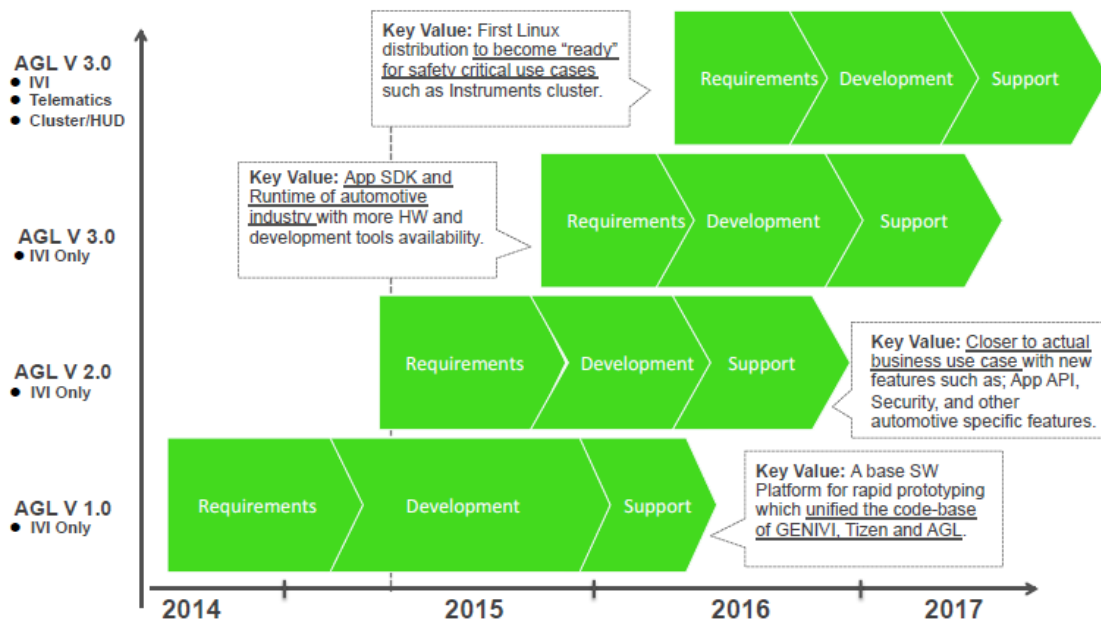 AGL V 3.0
● IVI
● Telematics
● Cluster/HUD
Key Value: First Linux
distribution to become “ready”
for safety critical use cases
such as Instruments cluster.
Requirements
Development
Support
AGL V 3.0
● IVI Only
Key Value: App SDK and
Runtime of automotive
industry with more HW and
development tools availability.
Requirements
Development
Support
AGL V 2.0
● IVI Only
Requirements
Development
Support
Key Value: Closer to actual
business use case with new
features such as; App API,
Security, and other
automotive specific features.
AGL V 1.0
● IVI Only
Requirements
Development
Support
Key Value: A base SW
Platform for rapid prototyping
which unified the code-base
of GENIVI, Tizen and AGL.
2014
2015
2016
2017